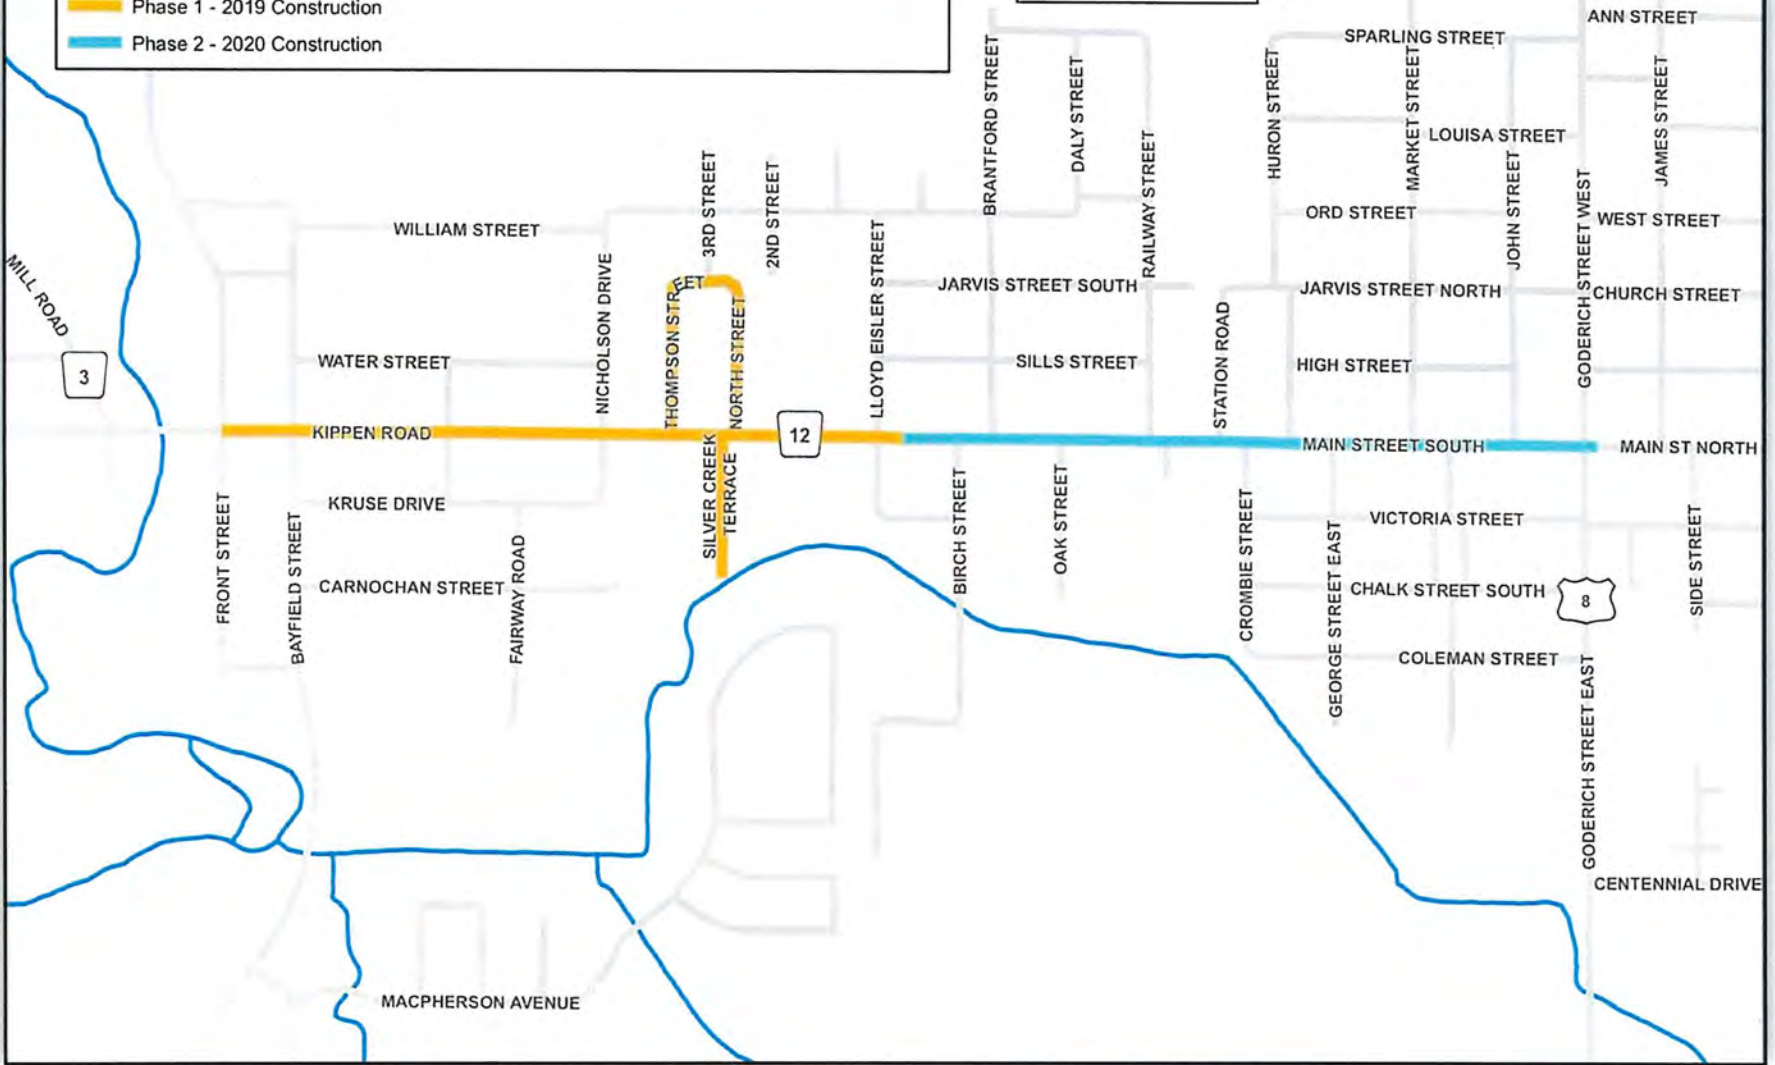 Phase 1 - 2019 Construction
Phase 2 - 2020 Construction
ANN STREET
SPARLING STREET
BRANTFORD STREET
DALY STREET
RAILWAY STREET
HURON STREET
MARKET STREET
LOUISA STREET
JOHN STREET
JAMES STREET
GODERICH STREET WEST
3RD STREET
2ND STREET
WILLIAM STREET
ORD STREET
WEST STREET
MILL ROAD
3
NICHOLSON DRIVE
THOMPSON STREET
NORTH STREET
LLOYD EISLER STREET
JARVIS STREET SOUTH
STATION ROAD
JARVIS STREET NORTH
CHURCH STREET
WATER STREET
SILLS STREET
HIGH STREET
KIPPEN ROAD
12
MAIN STREET SOUTH
MAIN ST NORTH
FRONT STREET
BAYFIELD STREET
KRUSE DRIVE
CARNOCHAN STREET
FAIRWAY ROAD
SILVER CREEK
TERRACE
BIRCH STREET
OAK STREET
CROMBIE STREET
GEORGE STREET EAST
VICTORIA STREET
CHALK STREET SOUTH
8
SIDE STREET
COLEMAN STREET
GODERICH STREET EAST
CENTENNIAL DRIVE
MACPHERSON AVENUE